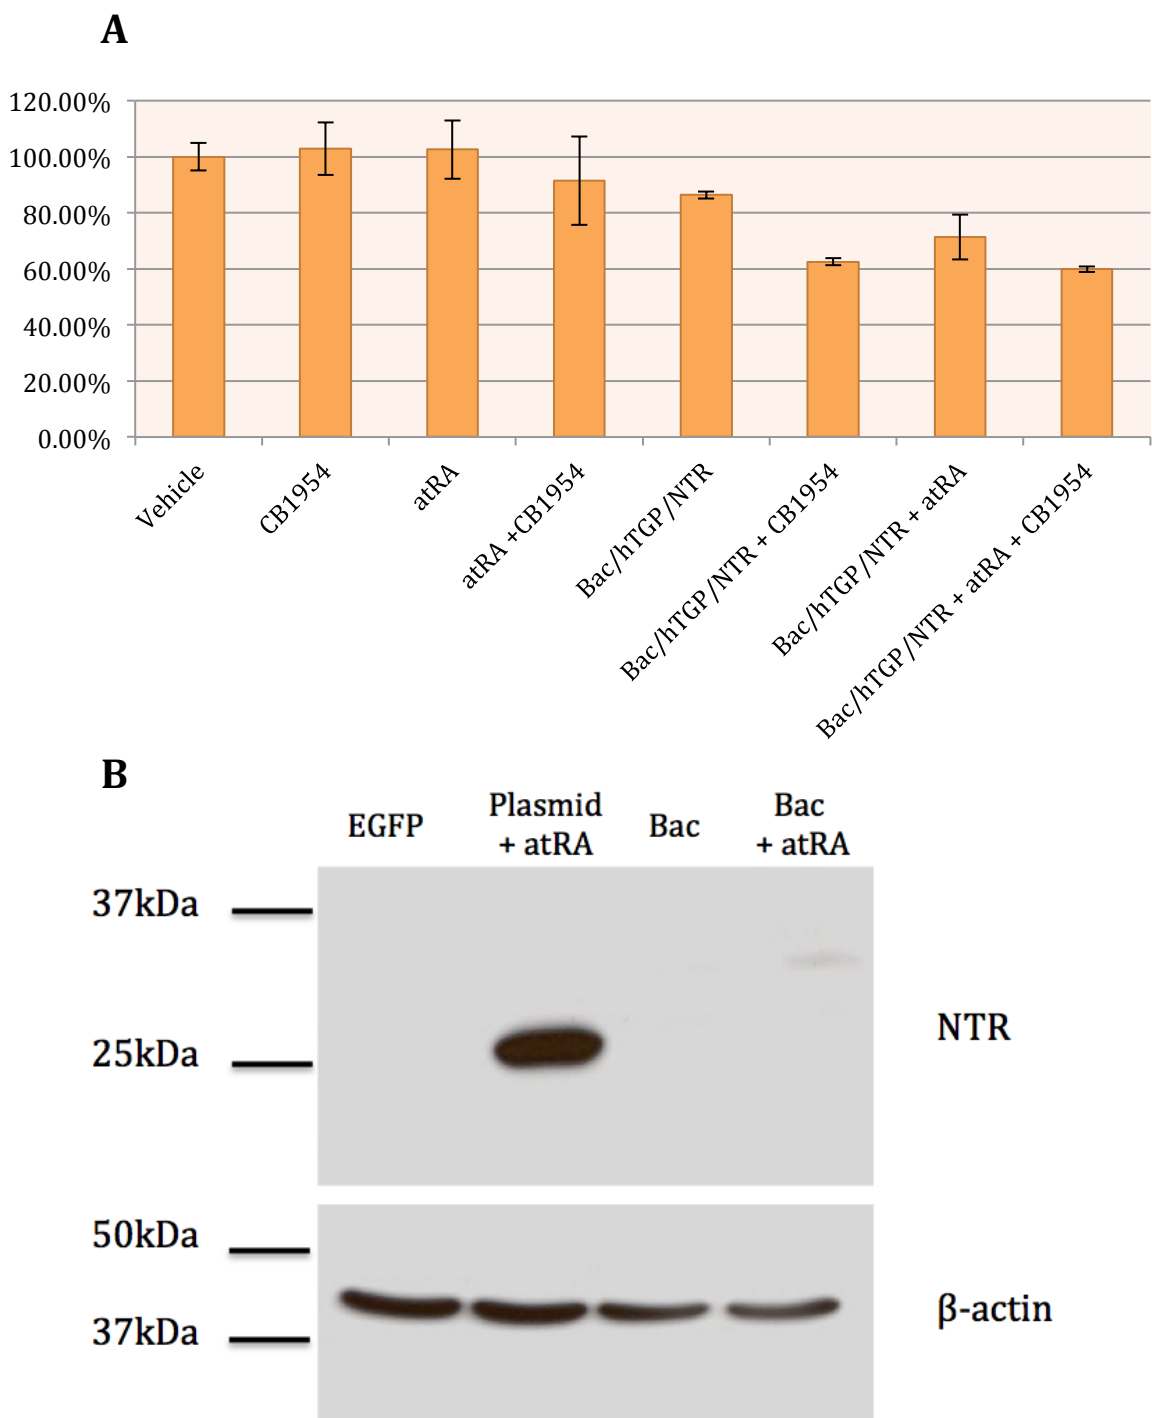 A
120.00%
100.00%
80.00%
60.00%
40.00%
20.00%
0.00%
Vehicle
CB1954
atRA
atRA +CB1954
Bac/hTGP/NTR
Bac/hTGP/NTR + CB1954
Bac/hTGP/NTR + atRA
Bac/hTGP/NTR + atRA + CB1954
B
EGFP
Plasmid
+ atRA
Bac
Bac
+ atRA
37kDa
25kDa
NTR
50kDa
37kDa
β-actin